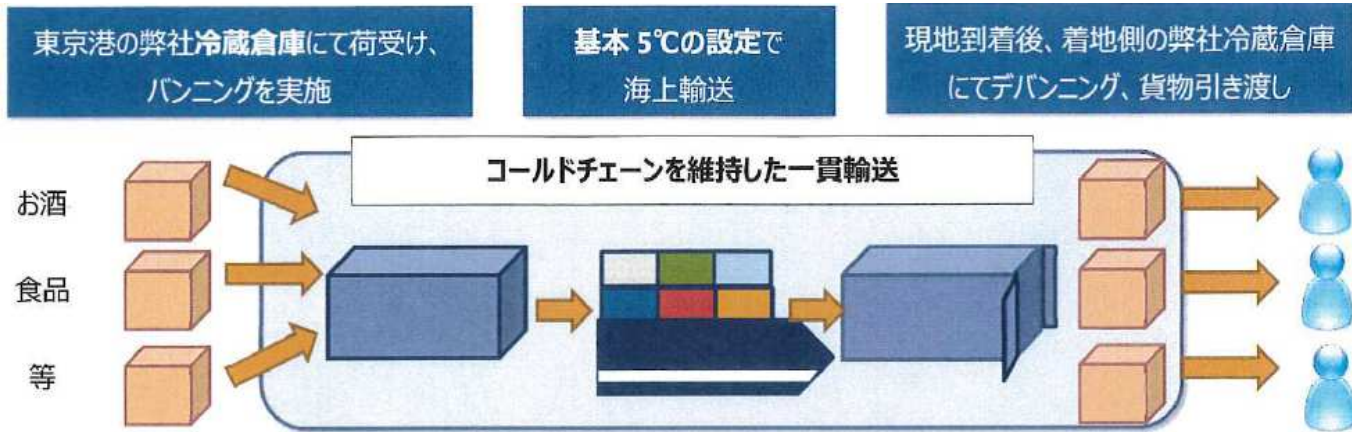 東京港の弊社冷蔵倉庫にて荷受け、
バンニングを実施
基本 5℃の設定で
海上輸送
現地到着後、着地側の弊社冷蔵倉庫
にてデバンニング、貨物引き渡し
コールドチェーンを維持した一貫輸送
お酒
食品
等